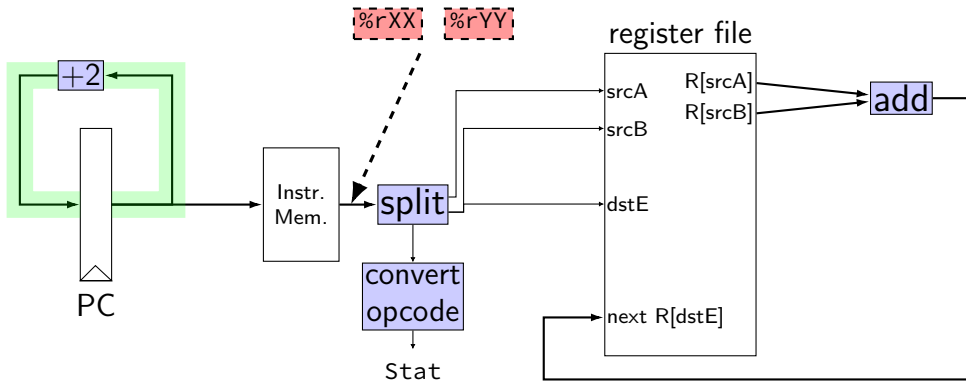 %rXX %rYY
register file
+2
srcA
R[srcA]
srcB
R[srcB]
add
Instr.
Mem.
split
dstE
convert
opcode
PC
next R[dstE]
Stat